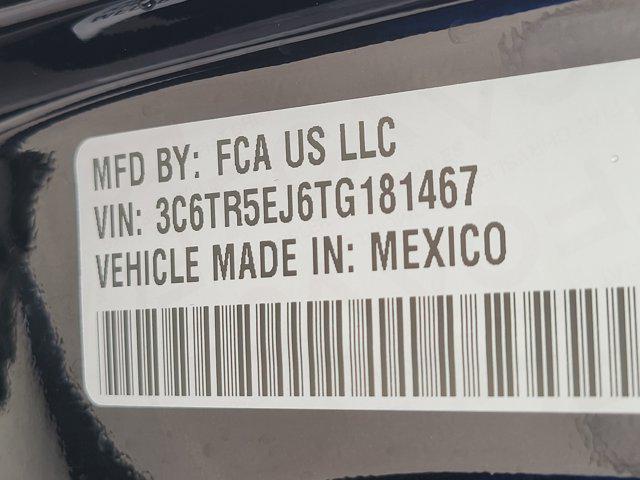 MFD BY: FCA US LLC
VIN: 3C6TR5EJ6TG181467
VEHICLE MADE IN: MEXICO